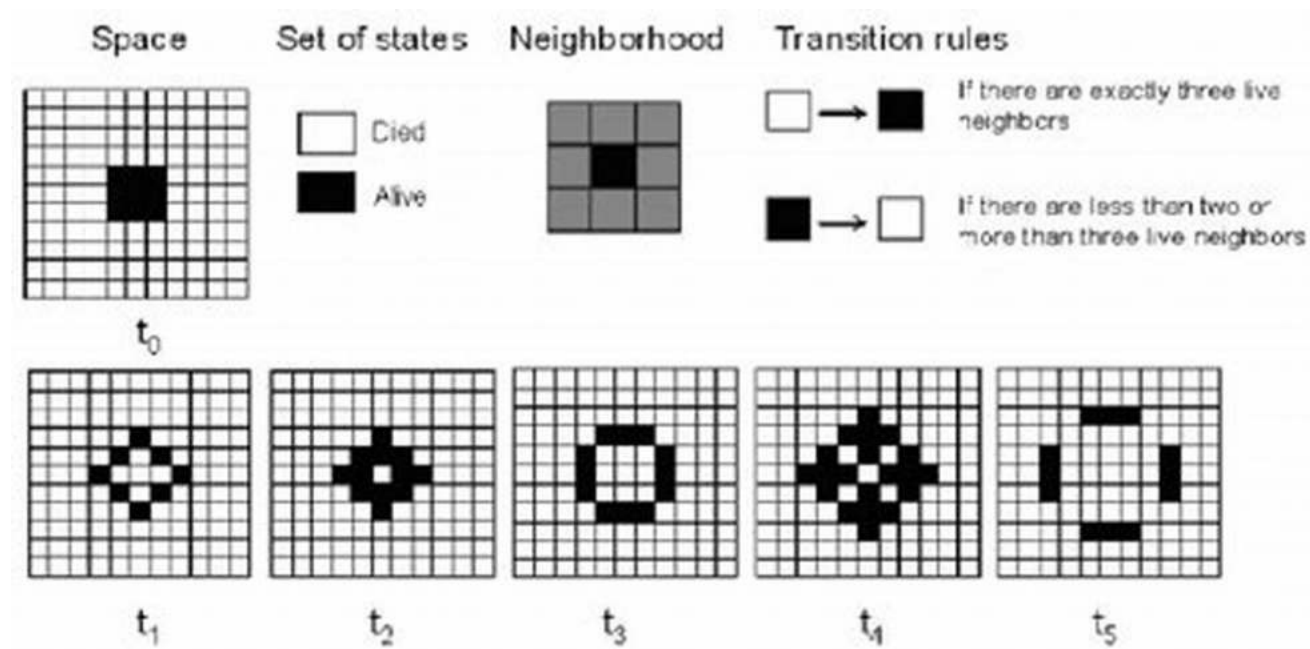 Space
Set of states
Neighborhood
Transition rules
Died
Alive
If there are exactly three live
neighbors
If there are less than two or
more than three live neighbors
t0
t1
t2
t3
t4
t5